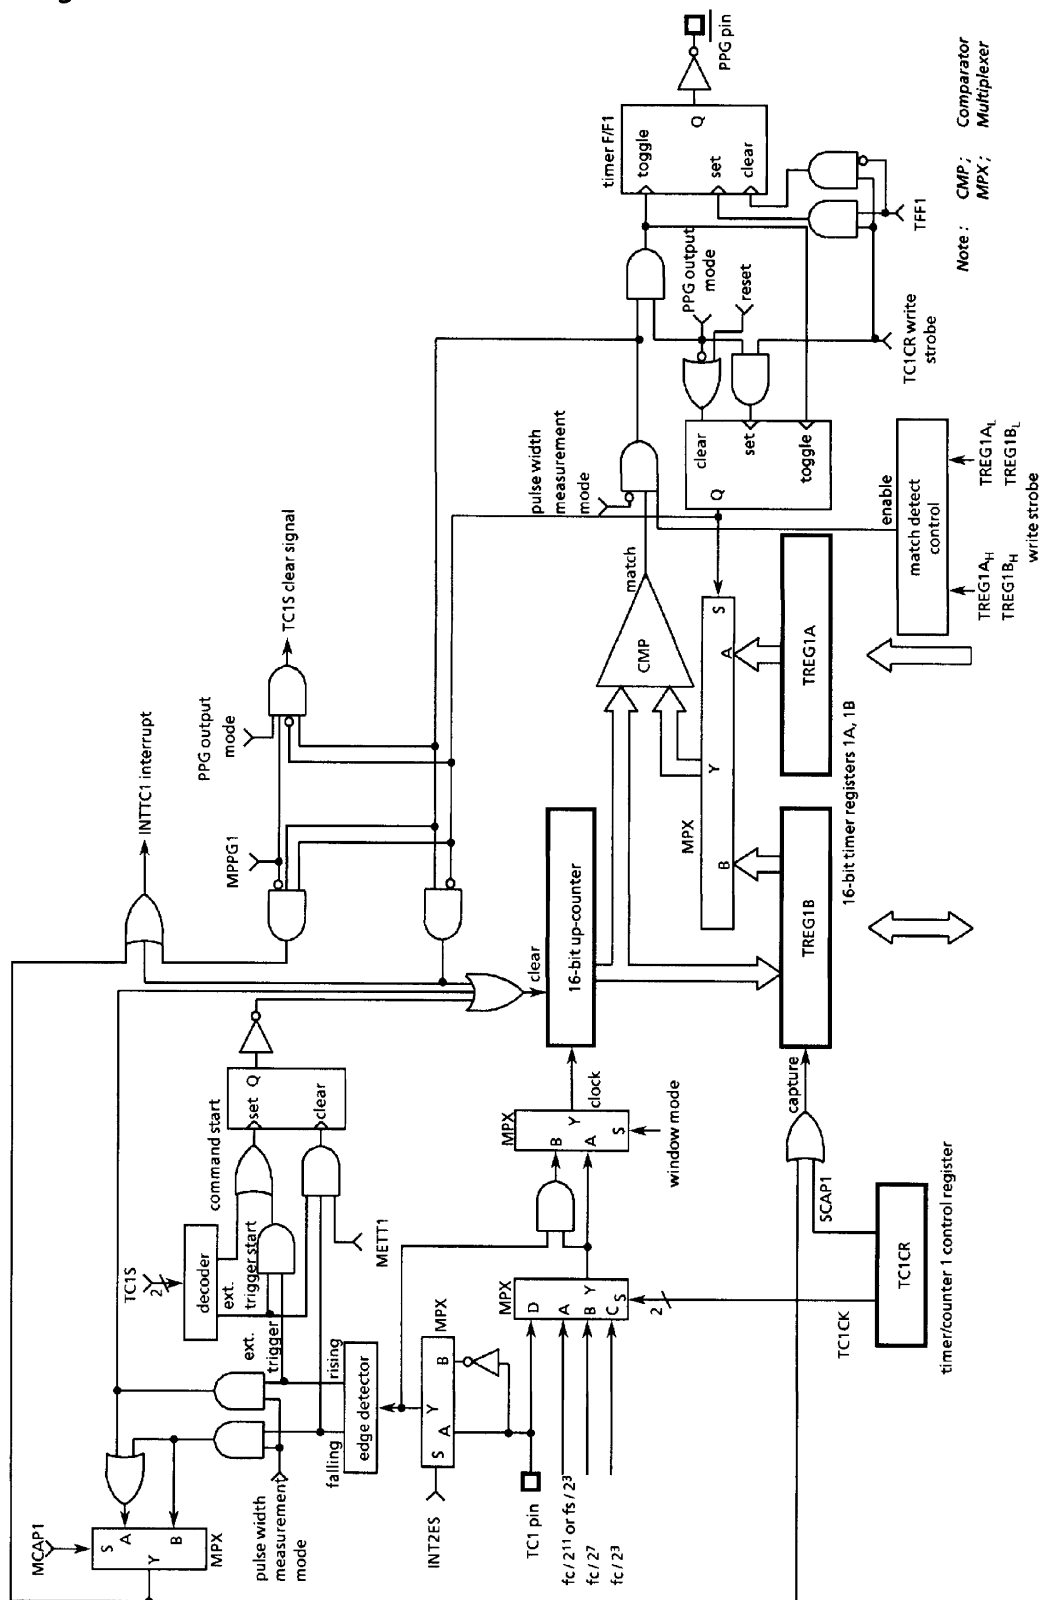 PPG pin
timer F/F1
toggle
set
clear
Q
TFF1
Note : CMP ; Comparator
MPX ; Multiplexer
PPG output
mode
reset
TC1CR write
strobe
pulse width
measurement
mode
clear
set
toggle
Q
enable
match detect
control
TREG1AL
TREG1BL
TREG1AH
TREG1BH
write strobe
match
CMP
S
A
Y
B
MPX
TREG1A
TREG1B
16-bit timer registers 1A, 1B
TC1S clear signal
PPG output
mode
INTTC1 interrupt
MPPG1
clear
16-bit up-counter
clock
MPX
B
Y
A
S
window mode
capture
SCAP1
TC1CR
timer/counter 1 control register
TC1CK
command start
set
Q
clear
TC1S
2
decoder
ext.
trigger start
METT1
ext.
trigger
rising
edge detector
falling
MPX
B
Y
A
S
INT2ES
MPX
D
A
B
Y
C
S
2
TC1 pin
fc / 2¹¹ or fs / 2³
fc / 2⁷
fc / 2³
pulse width
measurement
mode
MCAP1
S
A
Y
B
MPX